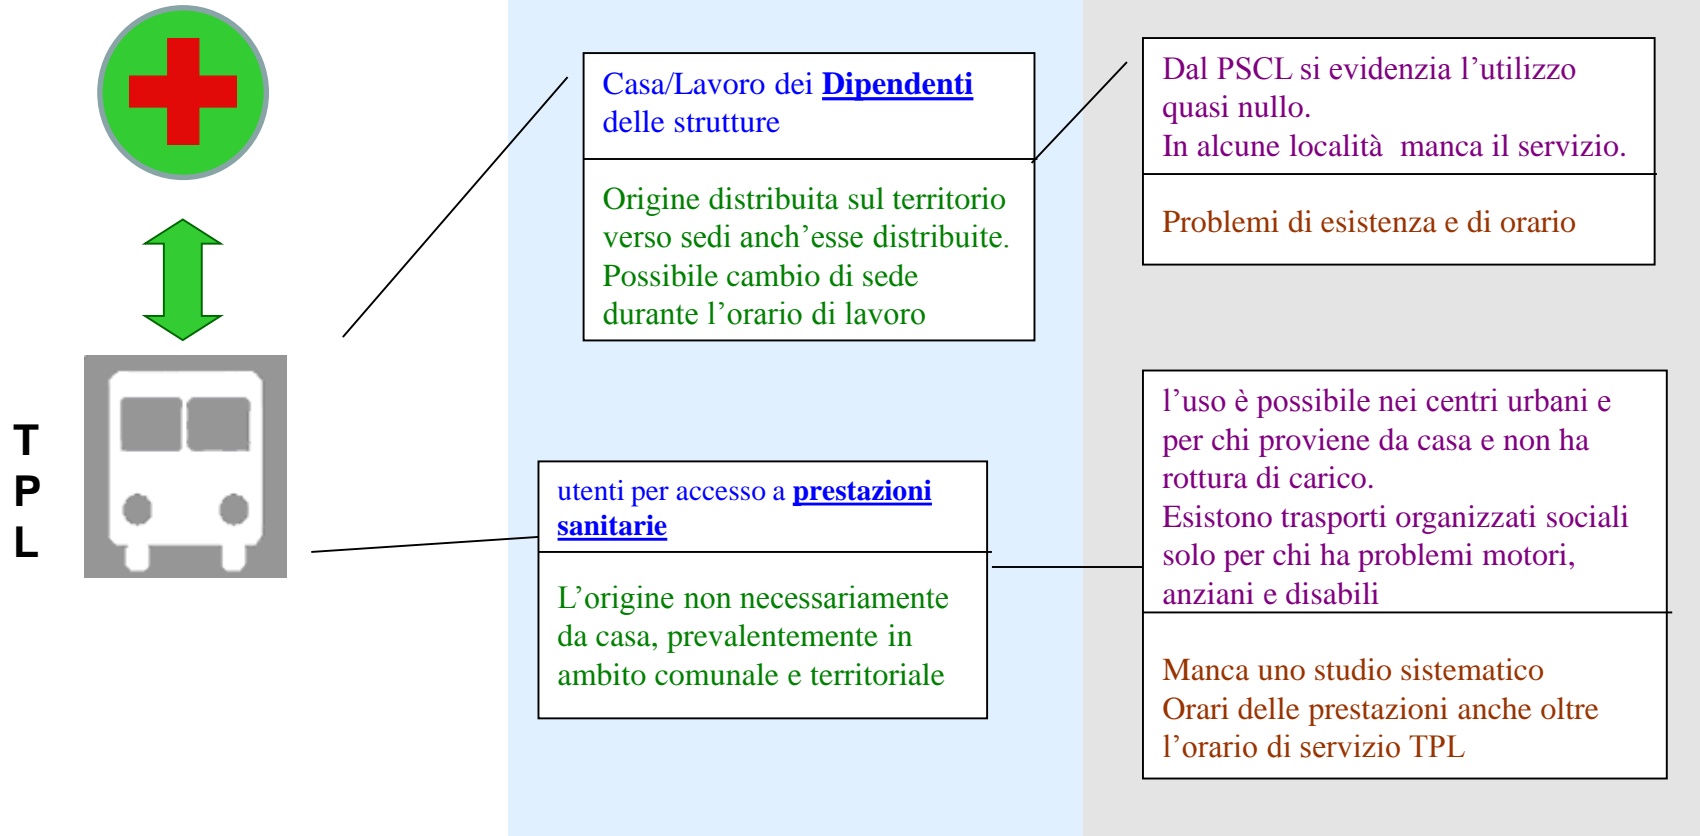 T
P
L
Casa/Lavoro dei Dipendenti
delle strutture
Origine distribuita sul territorio
verso sedi anch’esse distribuite.
Possibile cambio di sede
durante l’orario di lavoro
Dal PSCL si evidenzia l’utilizzo
quasi nullo.
In alcune località manca il servizio.
Problemi di esistenza e di orario
utenti per accesso a prestazioni
sanitarie
L’origine non necessariamente
da casa, prevalentemente in
ambito comunale e territoriale
l’uso è possibile nei centri urbani e
per chi proviene da casa e non ha
rottura di carico.
Esistono trasporti organizzati sociali
solo per chi ha problemi motori,
anziani e disabili
Manca uno studio sistematico
Orari delle prestazioni anche oltre
l’orario di servizio TPL